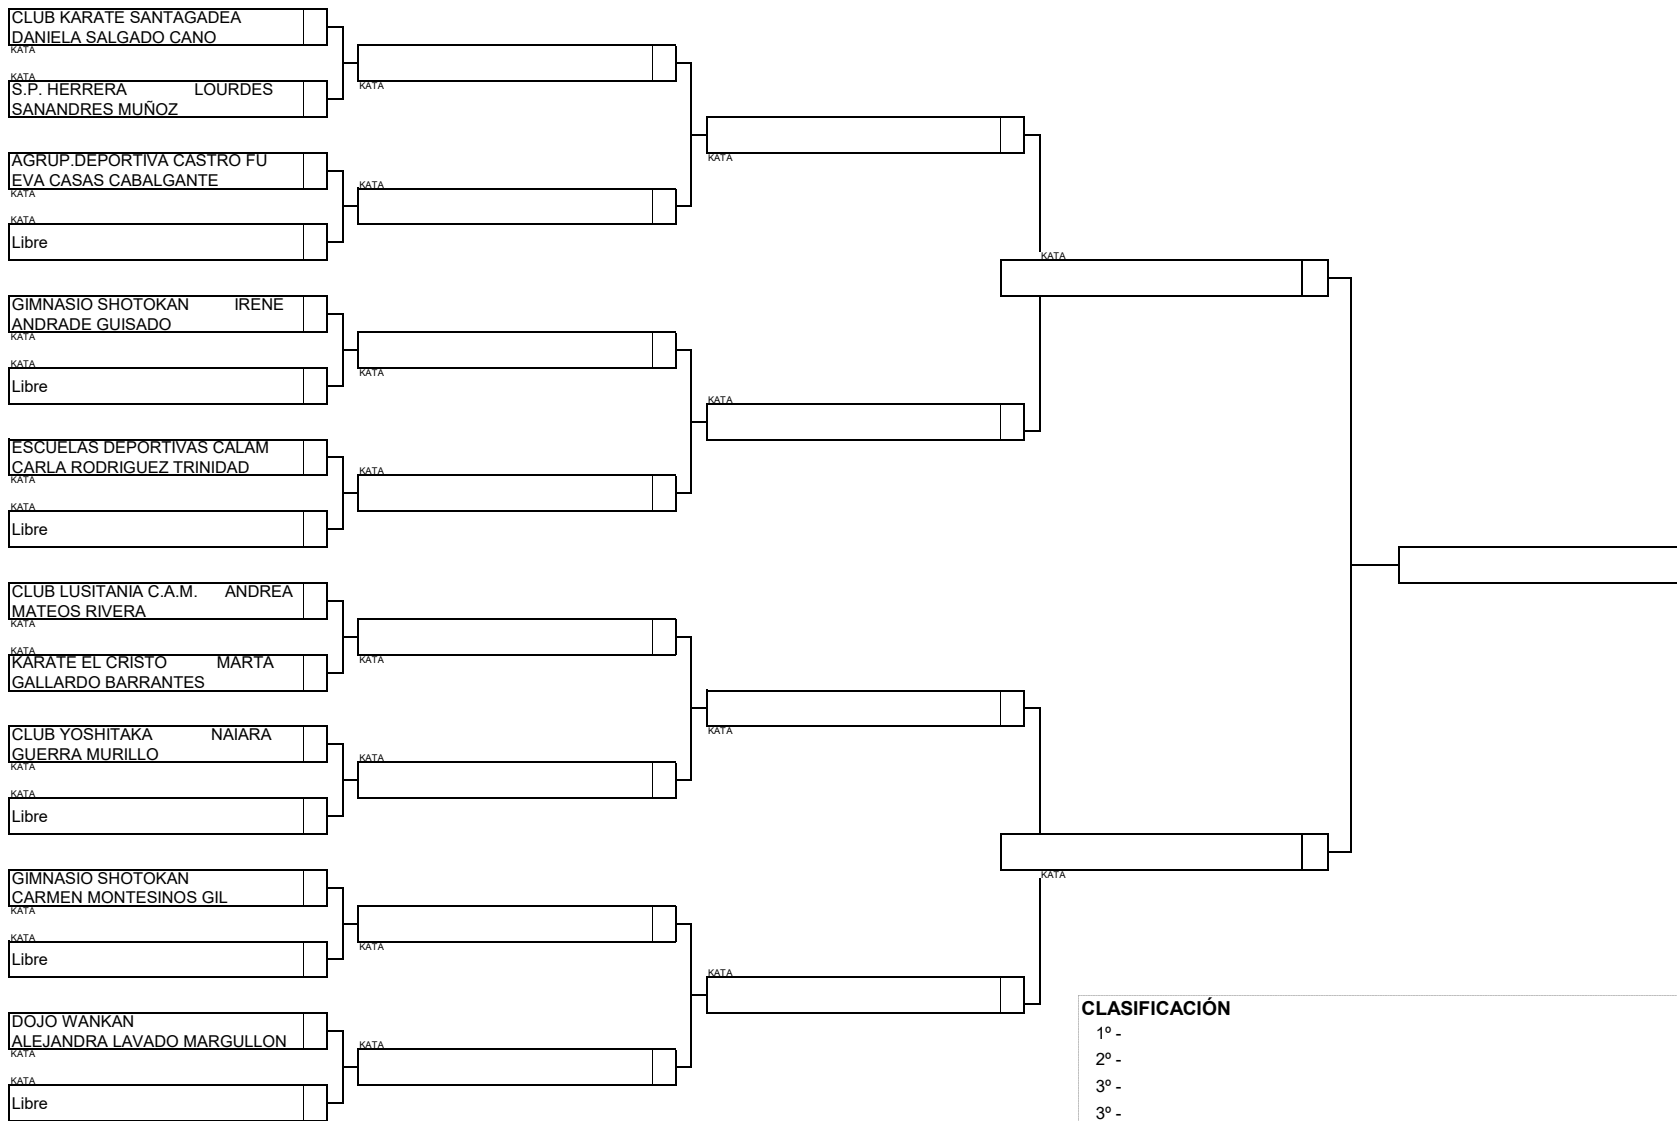 CLUB KARATE SANTAGADEA
DANIELA SALGADO CANO
KATA
KATA
S.P. HERRERA LOURDES
SANANDRES MUÑOZ
KATA
KATA
AGRUP.DEPORTIVA CASTRO FU
EVA CASAS CABALGANTE
KATA
KATA
KATA
Libre
KATA
GIMNASIO SHOTOKAN IRENE
ANDRADE GUISADO
KATA
KATA
Libre
KATA
KATA
ESCUELAS DEPORTIVAS CALAM
CARLA RODRIGUEZ TRINIDAD
KATA
KATA
KATA
Libre
CLUB LUSITANIA C.A.M. ANDREA
MATEOS RIVERA
KATA
KATA
KARATE EL CRISTO MARTA
GALLARDO BARRANTES
KATA
KATA
CLUB YOSHITAKA NAIARA
GUERRA MURILLO
KATA
KATA
KATA
Libre
GIMNASIO SHOTOKAN
CARMEN MONTESINOS GIL
KATA
KATA
KATA
Libre
KATA
KATA
DOJO WANKAN
ALEJANDRA LAVADO MARGULLON
KATA
KATA
KATA
Libre
CLASIFICACIÓN
1º -
2º -
3º -
3º -